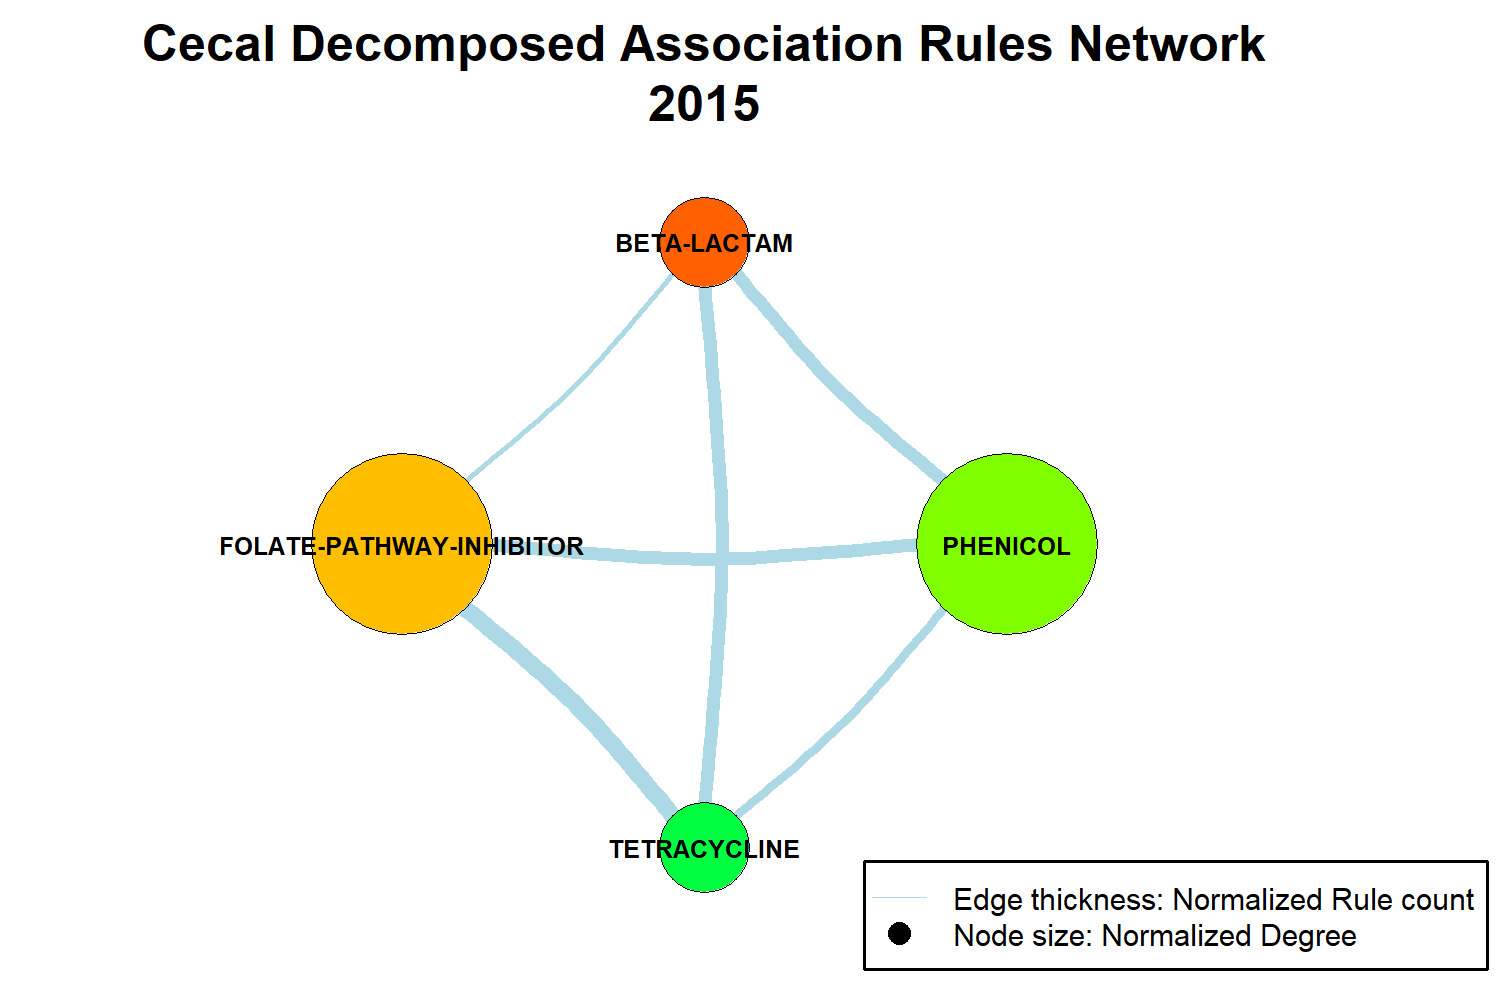 Cecal Decomposed Association Rules Network
2015
BETA-LACTAM
FOLATE-PATHWAY-INHIBITOR
PHENICOL
TETRACYCLINE
Edge thickness: Normalized Rule count
Node size: Normalized Degree